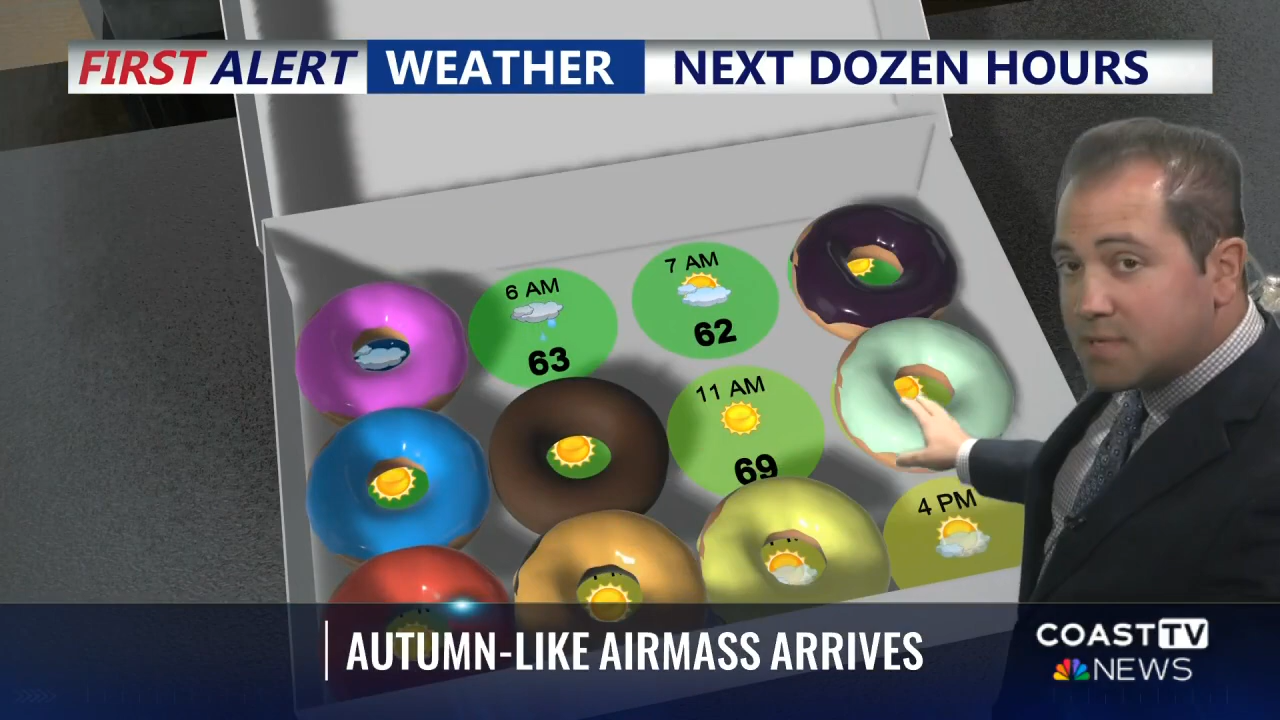 FIRST ALERT WEATHER NEXT DOZEN HOURS
6 AM
63
7 AM
62
11 AM
69
4 PM
AUTUMN-LIKE AIRMASS ARRIVES
COAST TV
NEWS